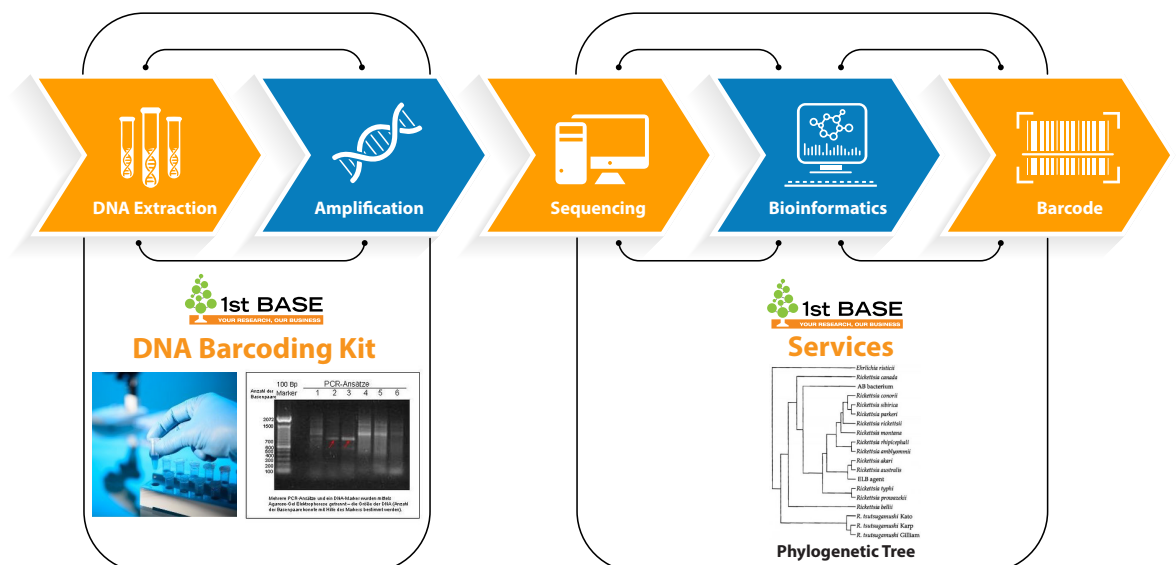 DNA Extraction
Amplification
Sequencing
Bioinformatics
Barcode
1st BASE
YOUR RESEARCH, OUR BUSINESS
DNA Barcoding Kit
100 Bp PCR-Ansätze
Anzahl der
Basenpaare Marker 1 2 3 4 5 6
2072
1500
700
600
500
400
300
200
100
Mehrere PCR-Ansätze und ein DNA-Marker wurden mittels
Agarose-Gel Elektrophorese getrennt – die Größe der DNA (Anzahl
der Basenpaare konnte mit Hilfe des Markers bestimmt werden).
1st BASE
YOUR RESEARCH, OUR BUSINESS
Services
Ehrlichia risticii
Rickettsia canada
AB bacterium
Rickettsia conorii
Rickettsia sibirica
Rickettsia parkeri
Rickettsia rickettsii
Rickettsia montana
Rickettsia rhipicephali
Rickettsia amblyommii
Rickettsia akari
Rickettsia australis
ELB agent
Rickettsia typhi
Rickettsia prowazekii
Rickettsia bellii
R. tsutsugamushi Kato
R. tsutsugamushi Karp
R. tsutsugamushi Gilliam
Phylogenetic Tree